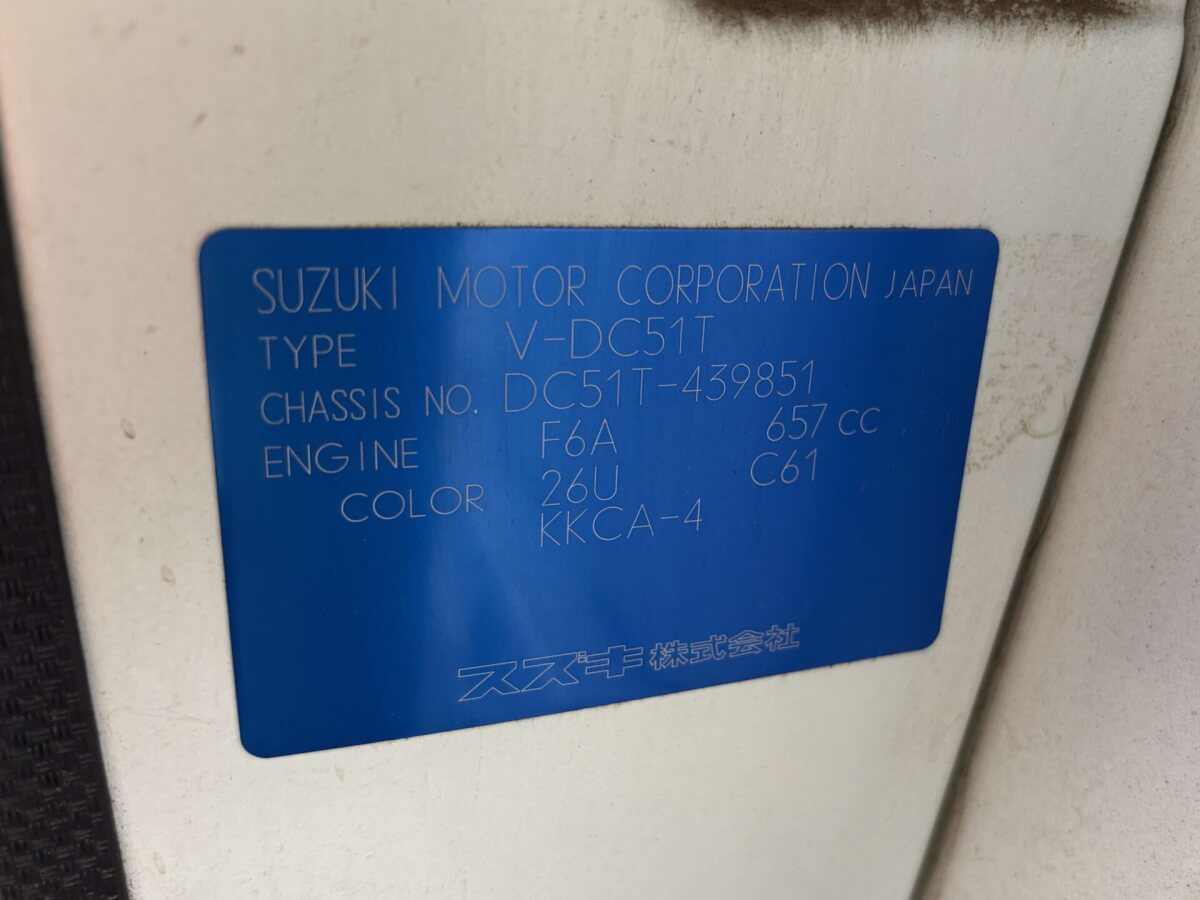 SUZUKI MOTOR CORPORATION JAPAN
TYPE V-DC51T
CHASSIS NO. DC51T-439851
ENGINE F6A 657 CC
COLOR 26U C61
KKCA-4
スズキ株式会社